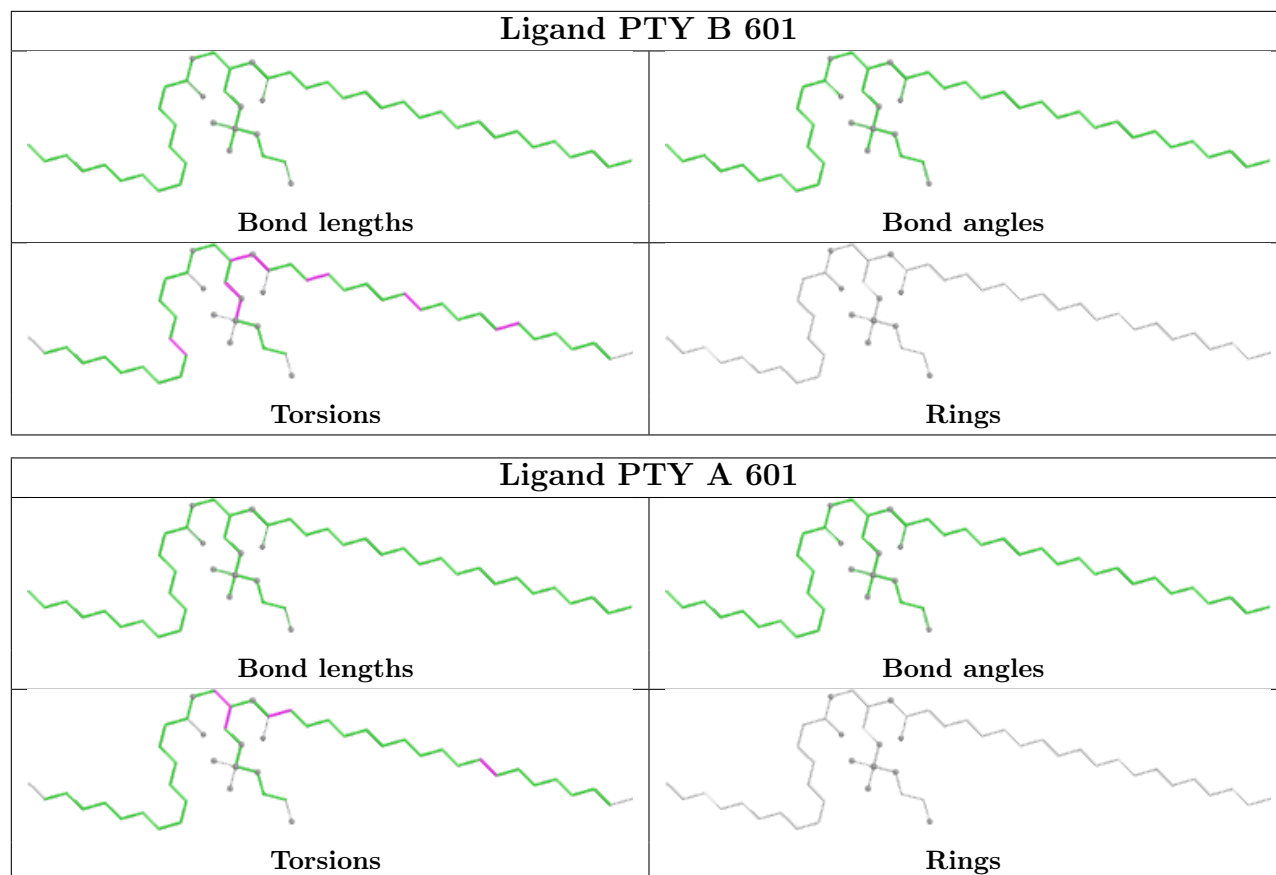 Ligand PTY B 601
Bond lengths
Bond angles
Torsions
Rings
Ligand PTY A 601
Bond lengths
Bond angles
Torsions
Rings